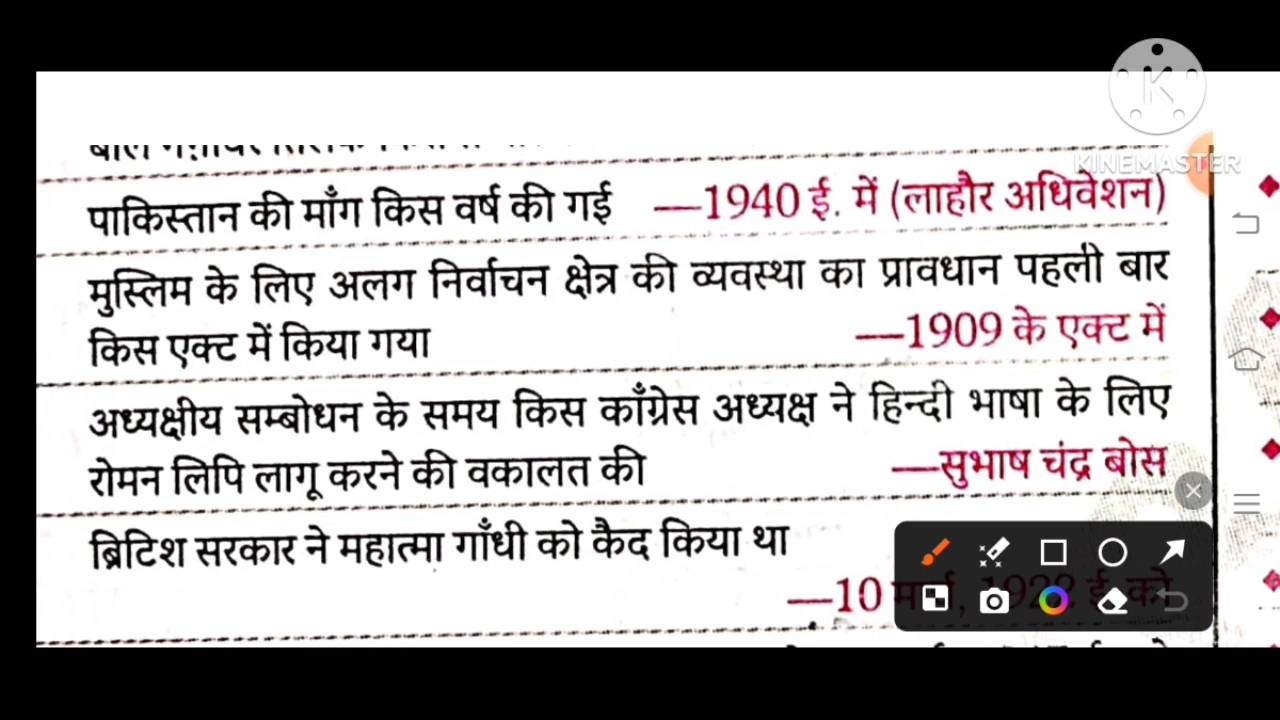 KINEMASTER
पाकिस्तान की माँग किस वर्ष की गई —1940 ई. में (लाहौर अधिवेशन)
मुस्लिम के लिए अलग निर्वाचन क्षेत्र की व्यवस्था का प्रावधान पहली बार
किस एक्ट में किया गया —1909 के एक्ट में
अध्यक्षीय सम्बोधन के समय किस काँग्रेस अध्यक्ष ने हिन्दी भाषा के लिए
रोमन लिपि लागू करने की वकालत की —सुभाष चंद्र बोस
ब्रिटिश सरकार ने महात्मा गाँधी को कैद किया था
—10 मार्च, 1922 ई. को